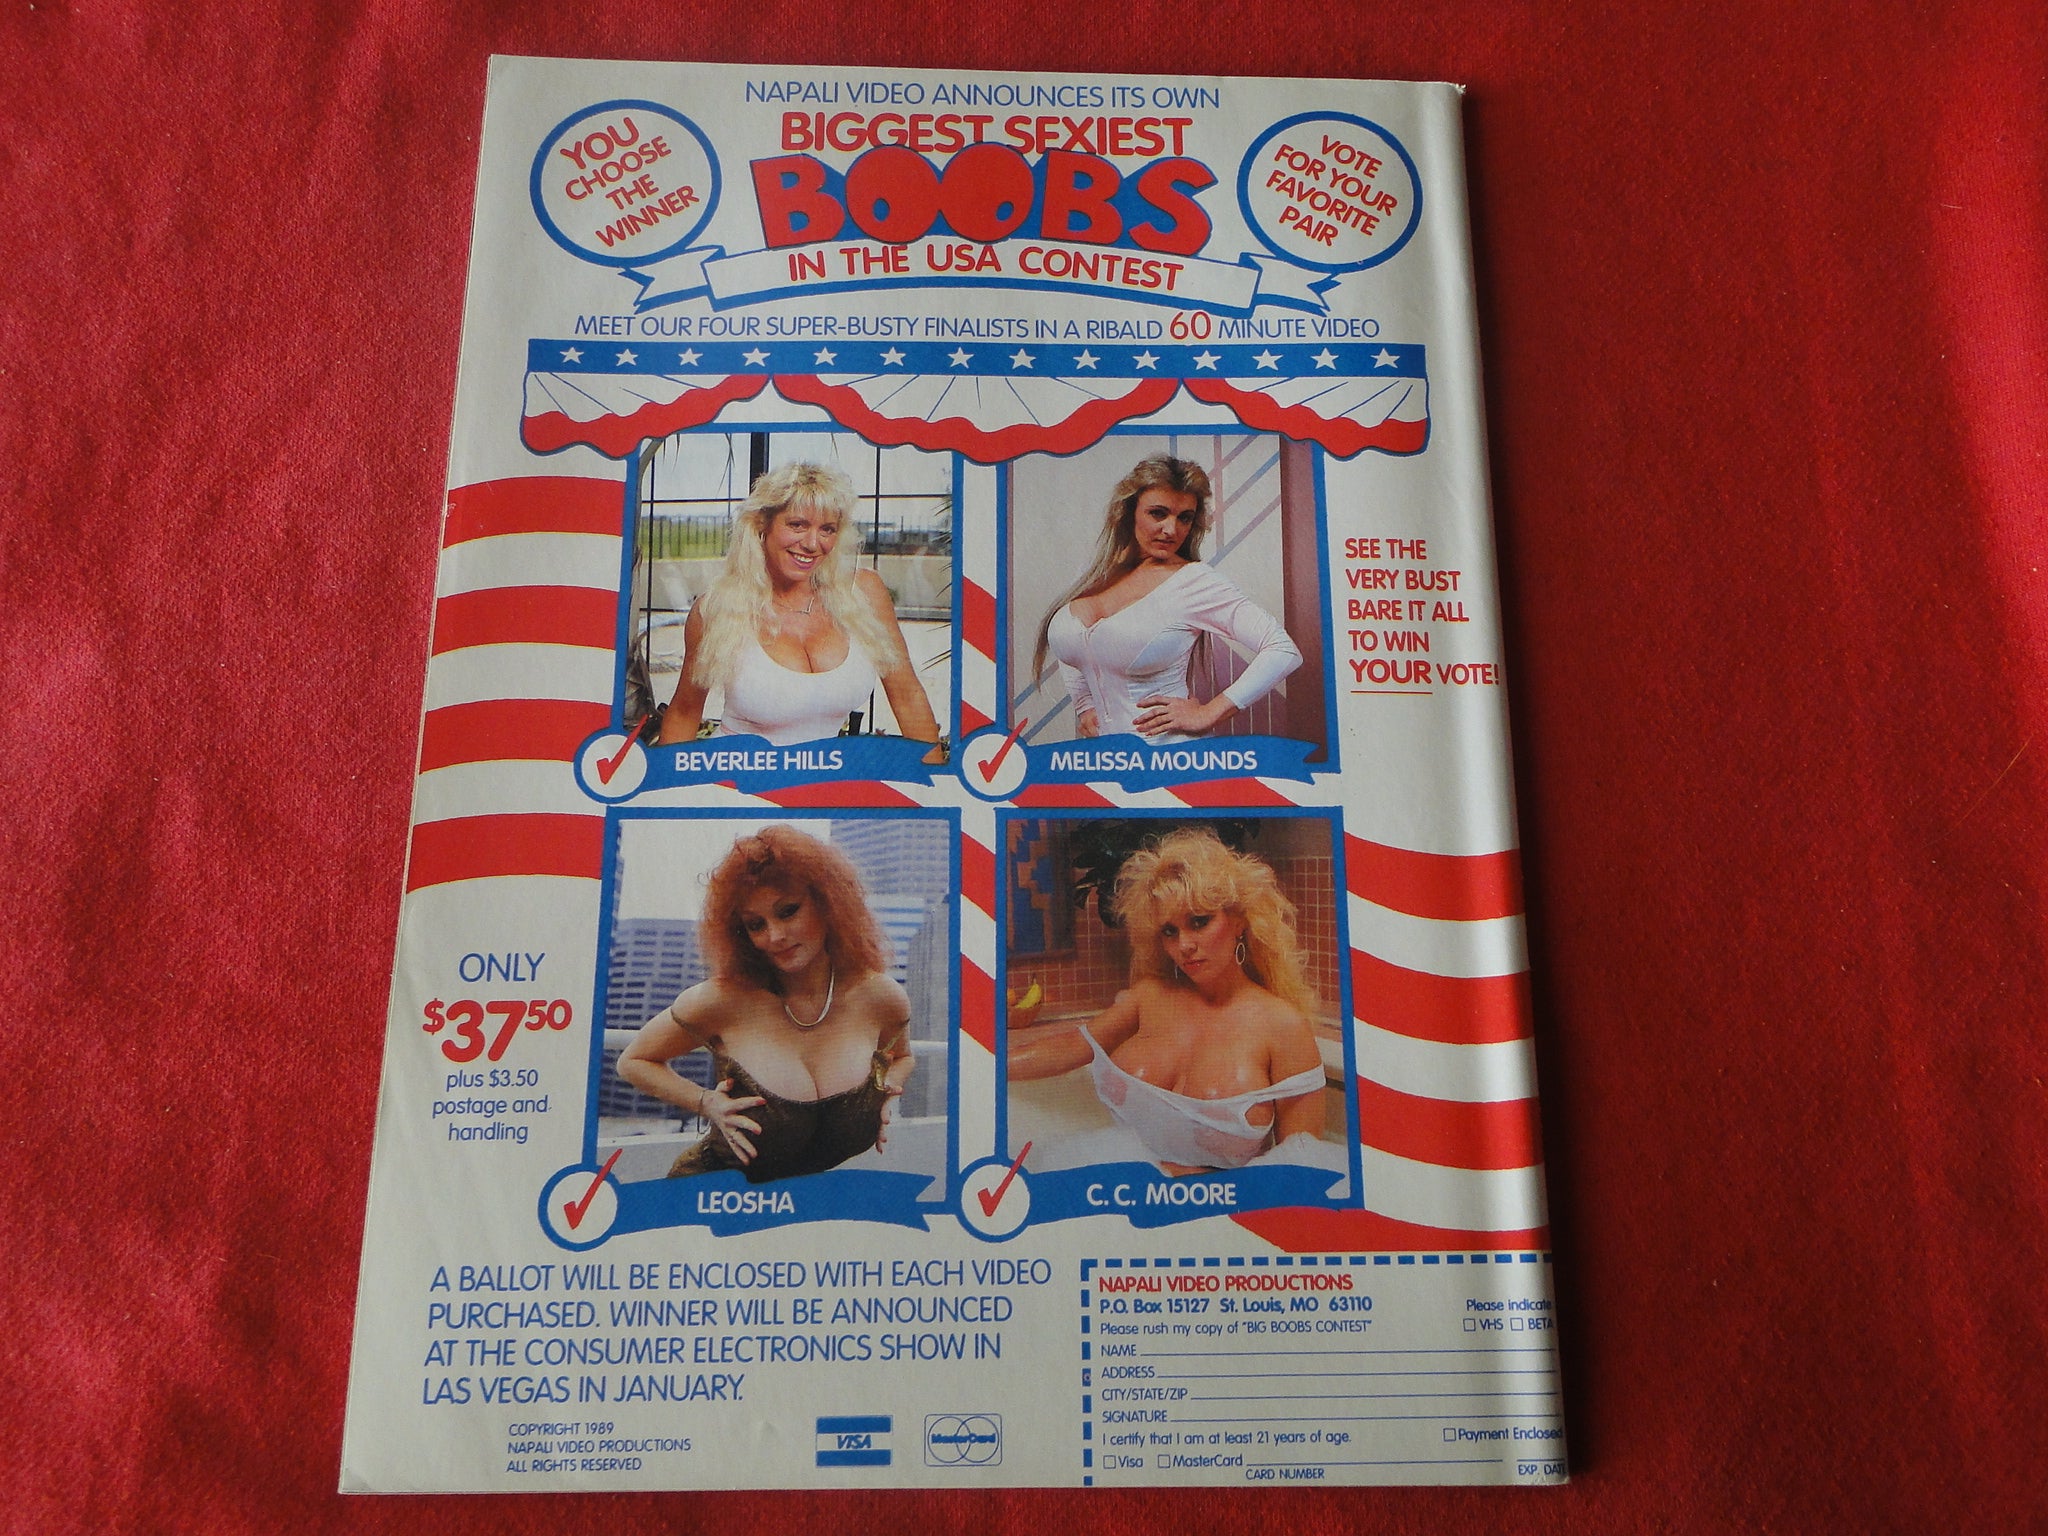 NAPALI VIDEO ANNOUNCES ITS OWN
BIGGEST SEXIEST
BOOBS
IN THE USA CONTEST
YOU
CHOOSE
THE
WINNER
VOTE
FOR YOUR
FAVORITE
PAIR
MEET OUR FOUR SUPER-BUSTY FINALISTS IN A RIBALD 60 MINUTE VIDEO
SEE THE
VERY BUST
BARE IT ALL
TO WIN
YOUR VOTE!
BEVERLEE HILLS
MELISSA MOUNDS
ONLY
$37 50
plus $3.50
postage and
handling
LEOSHA
C. C. MOORE
A BALLOT WILL BE ENCLOSED WITH EACH VIDEO
PURCHASED. WINNER WILL BE ANNOUNCED
AT THE CONSUMER ELECTRONICS SHOW IN
LAS VEGAS IN JANUARY.
COPYRIGHT 1989
NAPALI VIDEO PRODUCTIONS
ALL RIGHTS RESERVED
VISA
MasterCard
NAPALI VIDEO PRODUCTIONS
P.O. Box 15127 St. Louis, MO 63110
Please indicate
Please rush my copy of "BIG BOOBS CONTEST"
☐ VHS ☐ BETA
NAME
ADDRESS
CITY/STATE/ZIP
SIGNATURE
I certify that I am at least 21 years of age.
☐ Payment Enclosed
☐ Visa ☐ MasterCard
CARD NUMBER
EXP. DATE